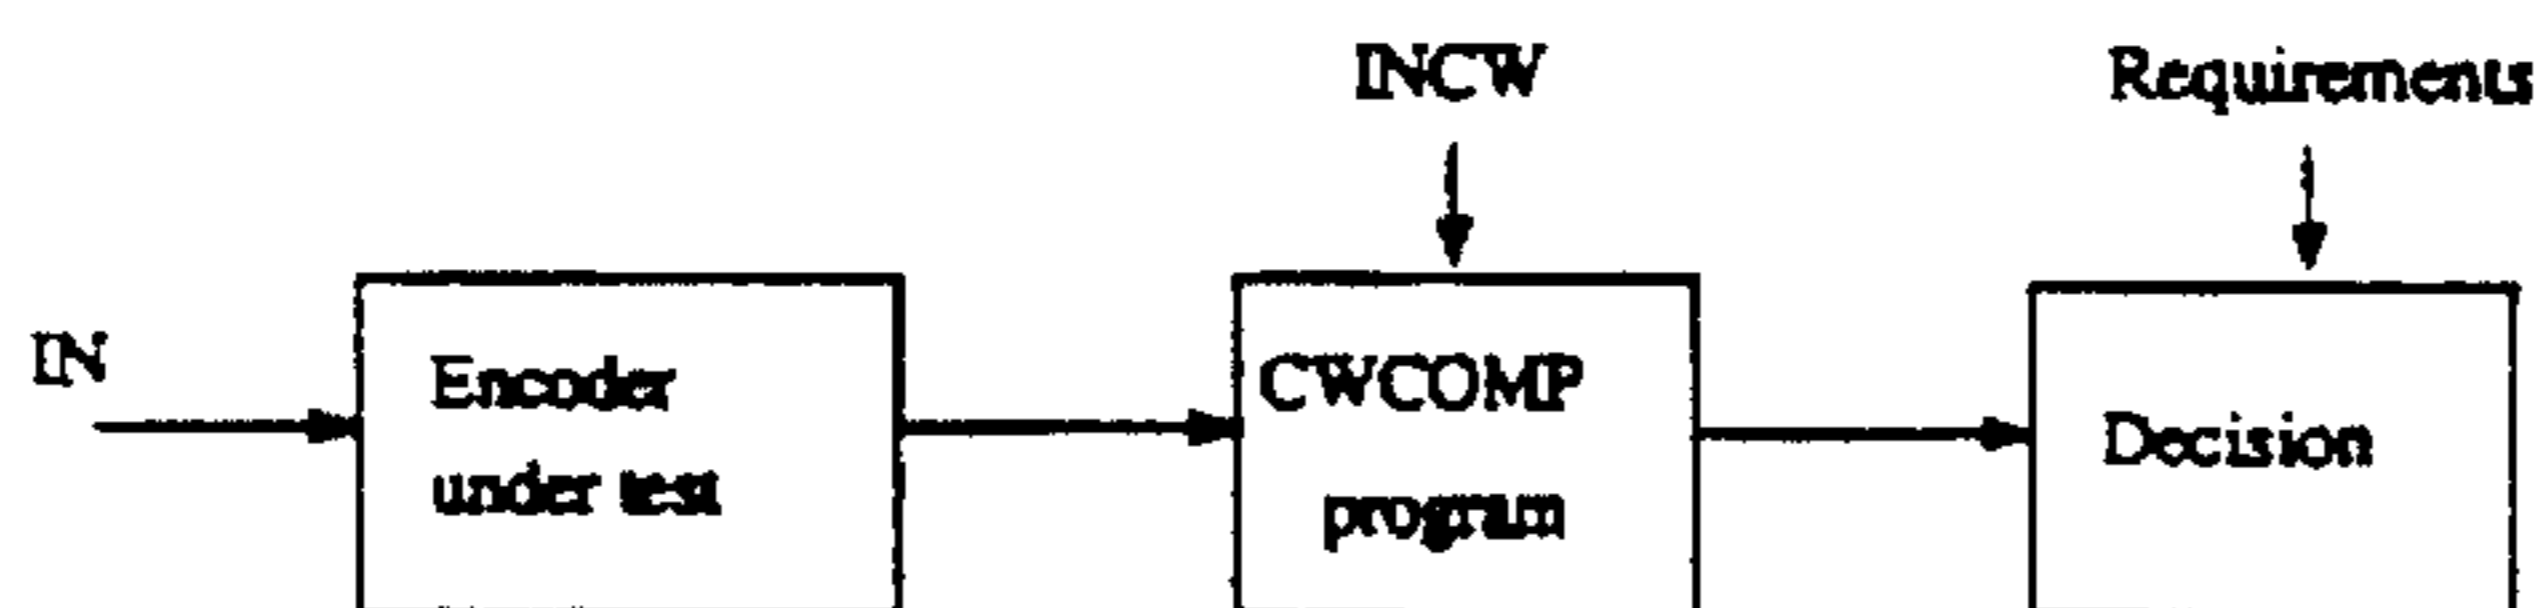 INCW
Requirements
IN
Encoder
under test
CWCOMP
program
Decision